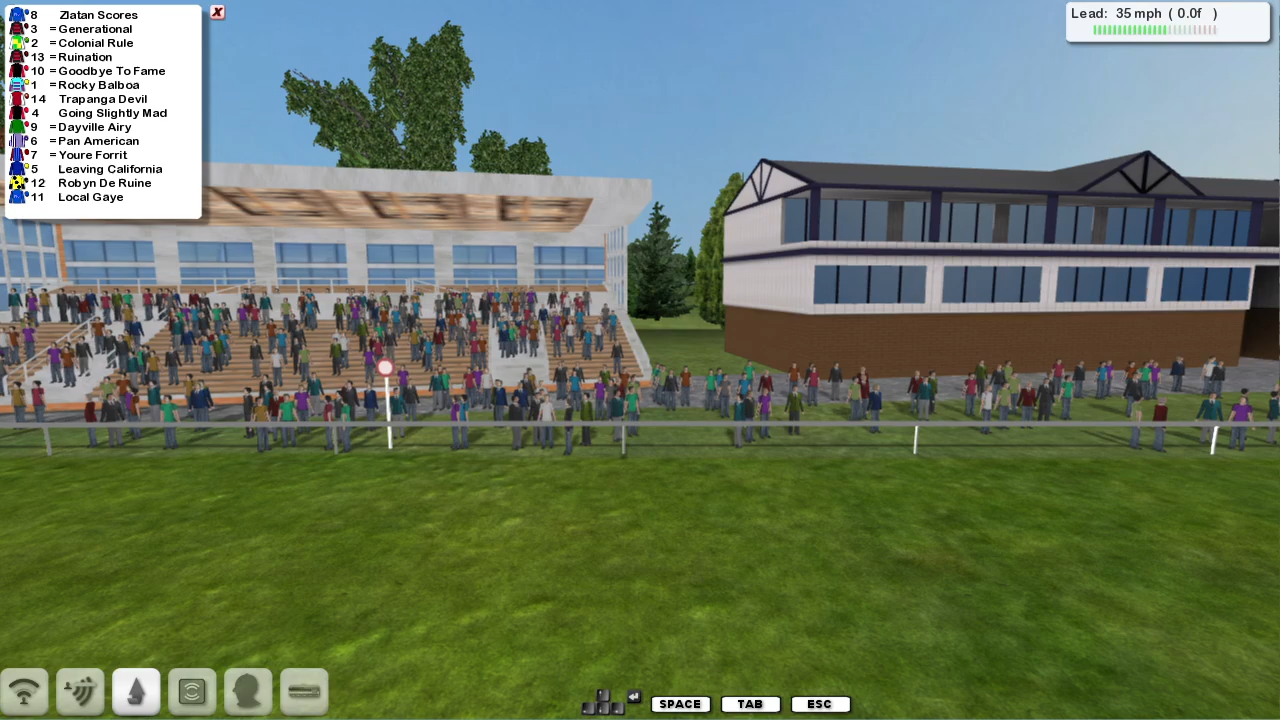 8 Zlatan Scores
3 = Generational
2 = Colonial Rule
13 = Ruination
10 = Goodbye To Fame
1 = Rocky Balboa
14 Trapanga Devil
4 Going Slightly Mad
9 = Dayville Airy
6 = Pan American
7 = Youre Forrit
5 Leaving California
12 Robyn De Ruine
11 Local Gaye
X
Lead: 35 mph ( 0.0f )
SPACE TAB ESC